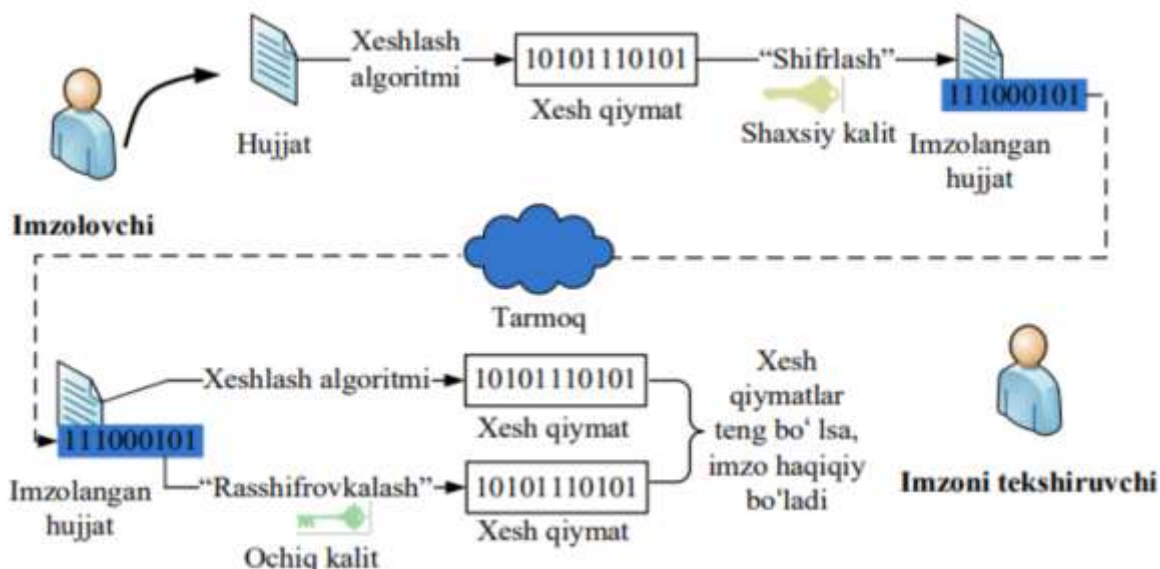 Xeshlash
algoritmi
10101110101
“Shifrlash”
111000101
Xesh qiymat
Shaxsiy kalit
Hujjat
Imzolangan
hujjat
Imzolovchi
Tarmoq
Xeshlash algoritmi
10101110101
Xesh qiymat
111000101
Imzolangan
hujjat
“Rasshifrovkalash”
10101110101
Xesh qiymat
Ochiq kalit
Xesh
qiymatlar
teng bo‘ lsa,
imzo haqiqiy
bo‘ladi
Imzoni tekshiruvchi